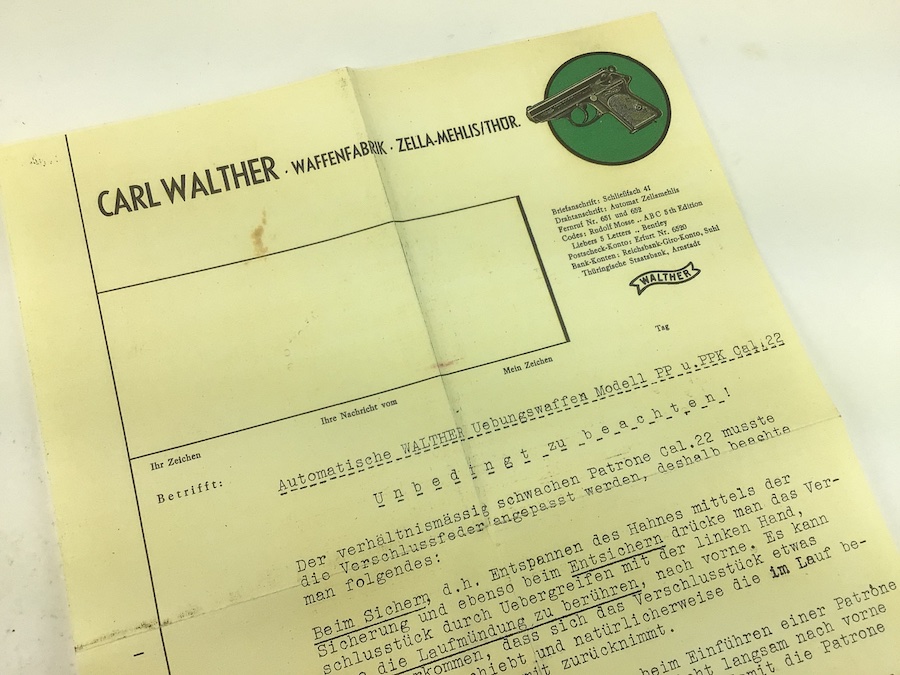 CARL WALTHER · WAFFENFABRIK · ZELLA-MEHLIS/THÜR.
Briefanschrift: Schließfach 41
Drahtanschrift: Automat Zellamehlis
Fernruf Nr. 651 und 652
Codes: Rudolf Mosse .. ABC 5th Edition
Liebers 5 Letters .. Bentley
Postscheck-Konto: Erfurt Nr. 6520
Bank-Konten: Reichsbank-Giro-Konto, Suhl
Thüringische Staatsbank, Arnstadt
WALTHER
Ihr Zeichen
Ihre Nachricht vom
Mein Zeichen
Tag
Betrifft:
Automatische WALTHER Uebungswaffen Modell PP u.PPK Cal.22
Unbedingt zu beachten!
Der verhältnismässig schwachen Patrone Cal.22 musste
die Verschlussfeder angepasst werden, deshalb beachte
man folgendes:
Beim Sichern, d.h. Entspannen des Hahnes mittels der
Sicherung und ebenso beim Entsichern drücke man das Ver-
schlusstück durch Uebergreifen mit der linken Hand,
die Laufmündung zu berühren, nach vorne. Es kann
dass sich das Verschlusstück etwas
und natürlicherweise die im Lauf be-
mit zurücknimmt.
beim Einführen einer Patrone
langsam nach vorne
die Patrone